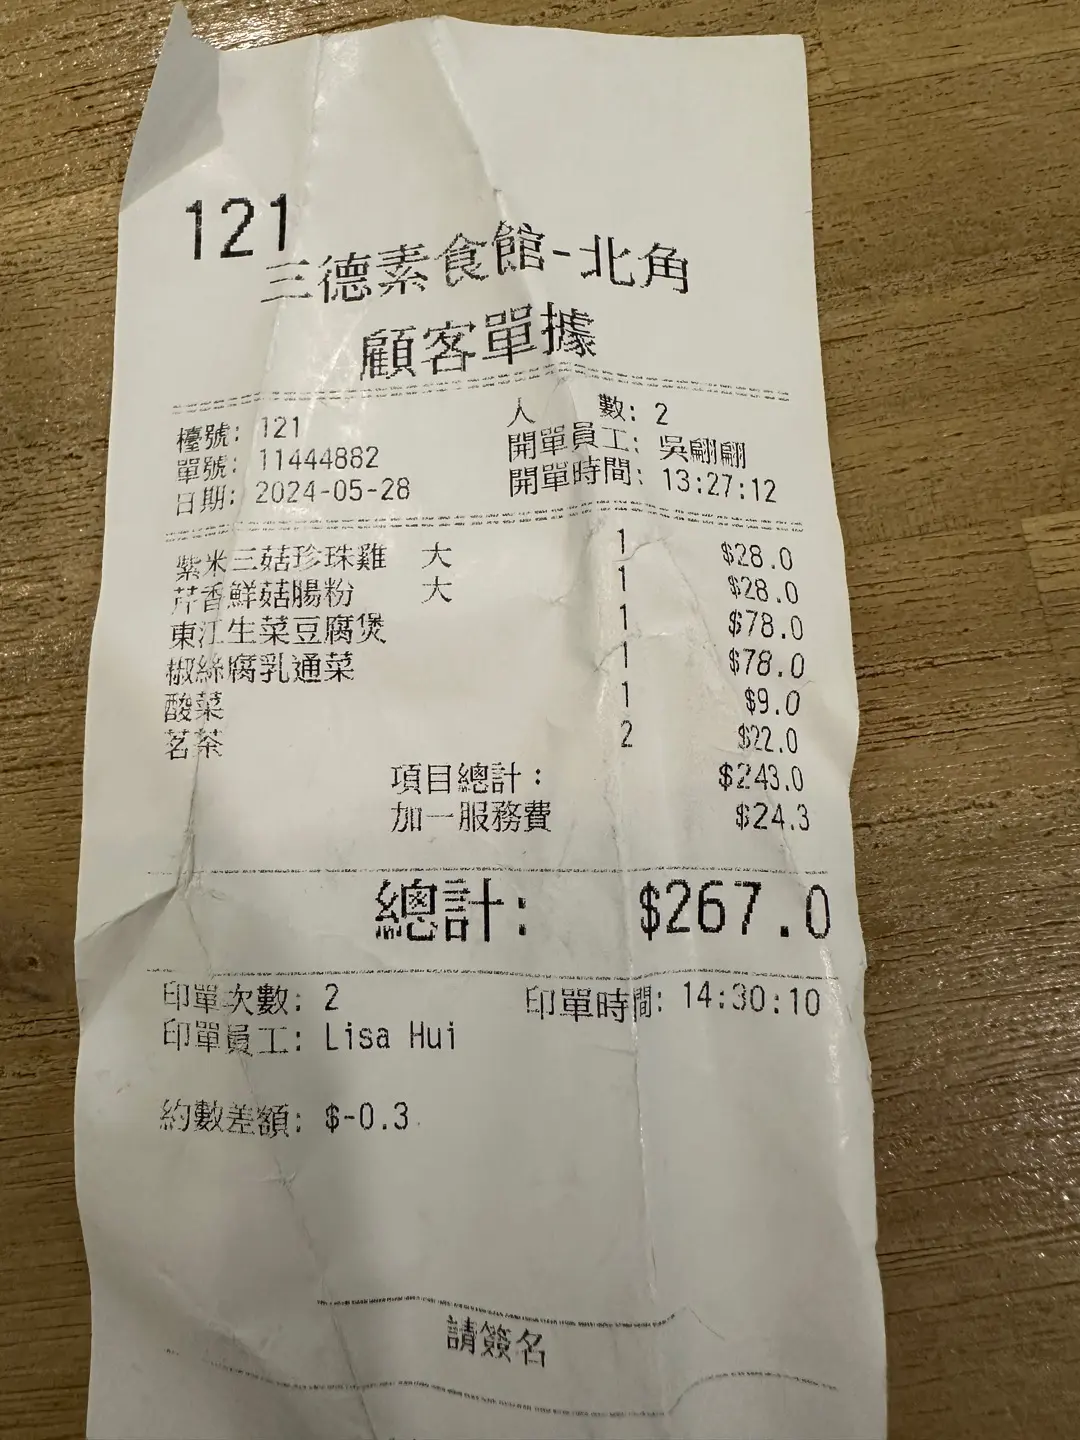 121
三德素食館-北角
顧客單據
檯號: 121 人 數: 2
單號: 11444882 開單員工: 吳翩翩
日期: 2024-05-28 開單時間: 13:27:12
紫米三菇珍珠雞 大 1 $28.0
芹香鮮菇腸粉 大 1 $28.0
東江生菜豆腐煲 1 $78.0
椒絲腐乳通菜 1 $78.0
酸菜 1 $9.0
茗茶 2 $22.0
項目總計: $243.0
加一服務費 $24.3
總計: $267.0
印單次數: 2 印單時間: 14:30:10
印單員工: Lisa Hui
約數差額: $-0.3
請簽名